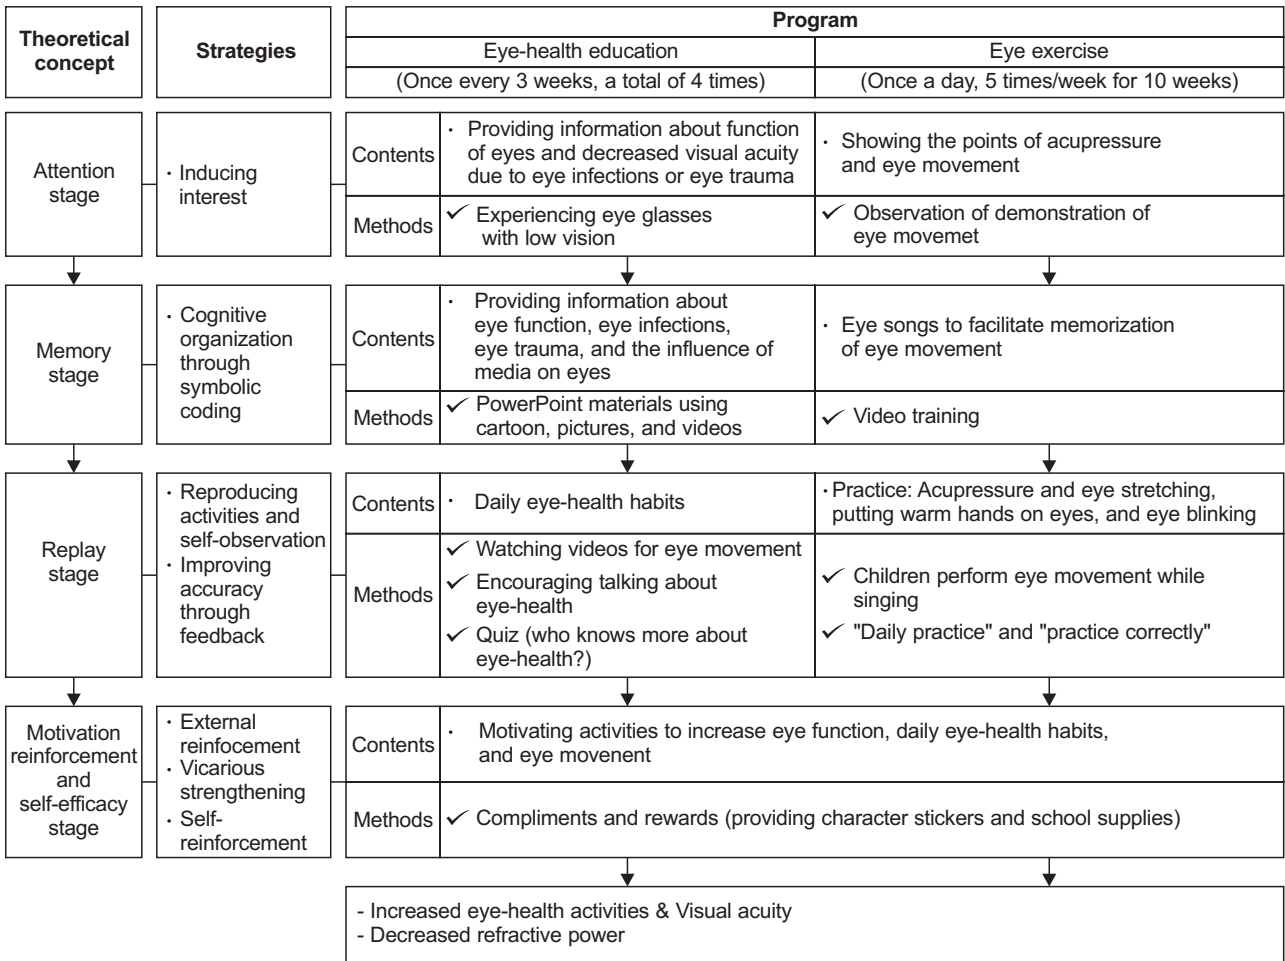 Theoretical
concept
Strategies
Program
Eye-health education
Eye exercise
(Once every 3 weeks, a total of 4 times)
(Once a day, 5 times/week for 10 weeks)
Attention
stage
· Inducing
interest
Contents
· Providing information about function
of eyes and decreased visual acuity
due to eye infections or eye trauma
· Showing the points of acupressure
and eye movement
Methods
✓ Experiencing eye glasses
with low vision
✓ Observation of demonstration of
eye movemet
Memory
stage
· Cognitive
organization
through
symbolic
coding
Contents
· Providing information about
eye function, eye infections,
eye trauma, and the influence of
media on eyes
· Eye songs to facilitate memorization
of eye movement
Methods
✓ PowerPoint materials using
cartoon, pictures, and videos
✓ Video training
Replay
stage
· Reproducing
activities and
self-observation
· Improving
accuracy
through
feedback
Contents
· Daily eye-health habits
· Practice: Acupressure and eye stretching,
putting warm hands on eyes, and eye blinking
Methods
✓ Watching videos for eye movement
✓ Encouraging talking about
eye-health
✓ Quiz (who knows more about
eye-health?)
✓ Children perform eye movement while
singing
✓ "Daily practice" and "practice correctly"
Motivation
reinforcement
and
self-efficacy
stage
· External
reinfocement
· Vicarious
strengthening
· Self-
reinforcement
Contents
· Motivating activities to increase eye function, daily eye-health habits,
and eye movenent
Methods
✓ Compliments and rewards (providing character stickers and school supplies)
- Increased eye-health activities & Visual acuity
- Decreased refractive power